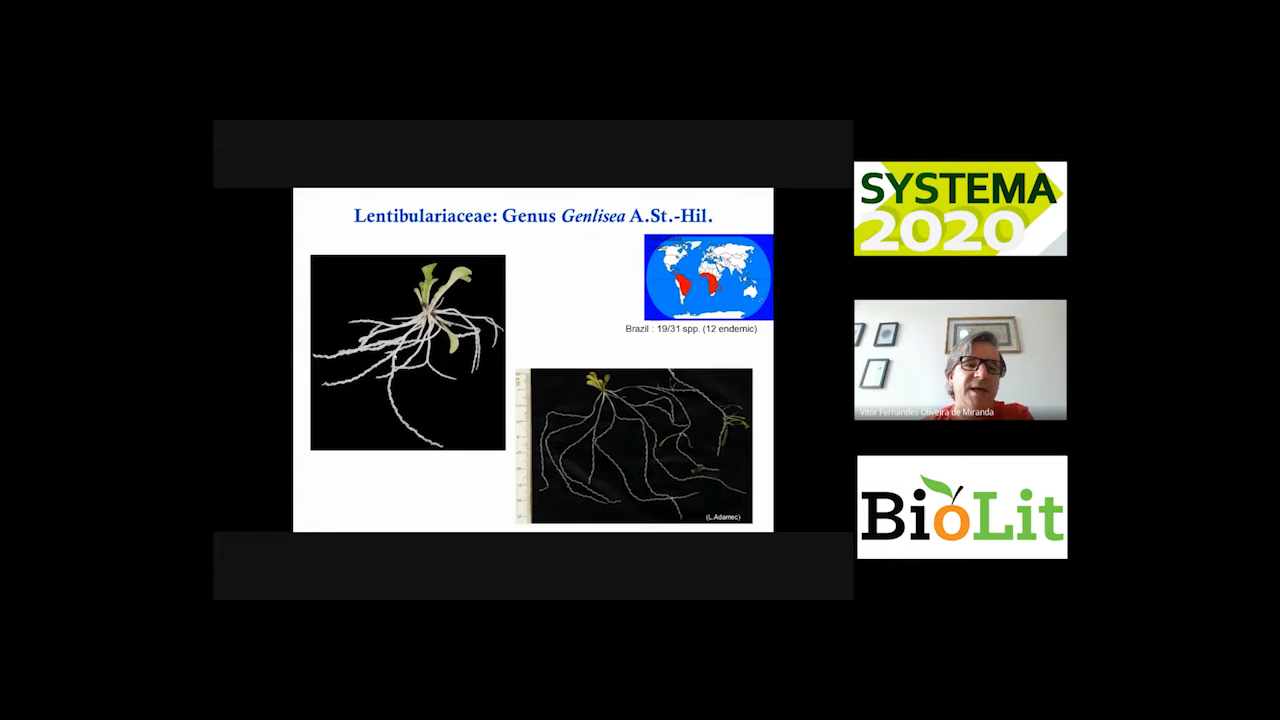 Lentibulariaceae: Genus Genlisea A.St.-Hil.
Brazil : 19/31 spp. (12 endemic)
(L.Adamec)
SYSTEMA
2020
Vitor Fernandes Oliveira de Miranda
BioLit